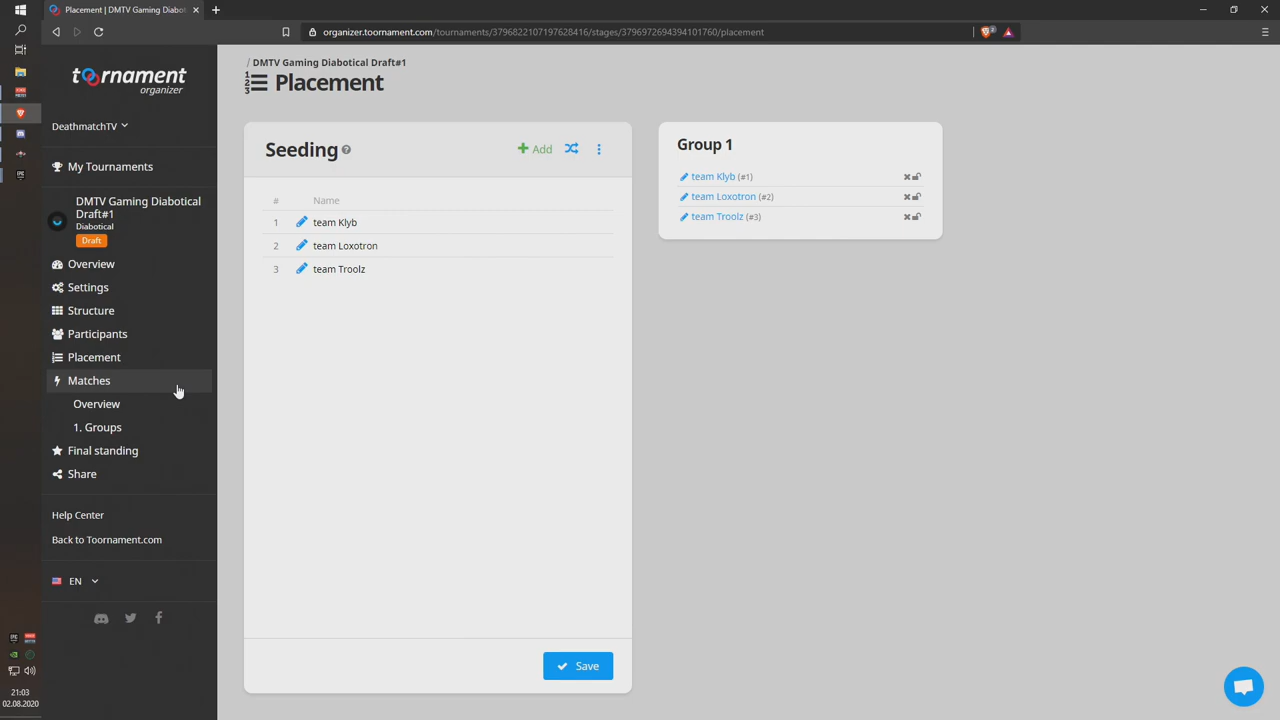 Placement | DMTV Gaming Diabot
organizer.toornament.com/tournaments/3796822107197628416/stages/3796972694394101760/placement
toornament
organizer
DeathmatchTV
My Tournaments
DMTV Gaming Diabotical
Draft#1
Diabotical
Draft
Overview
Settings
Structure
Participants
Placement
Matches
Overview
1. Groups
Final standing
Share
Help Center
Back to Toornament.com
EN
21:03
02.08.2020
/ DMTV Gaming Diabotical Draft#1
Placement
Seeding
Add
# Name
1 team Klyb
2 team Loxotron
3 team Troolz
Save
Group 1
team Klyb (#1)
team Loxotron (#2)
team Troolz (#3)